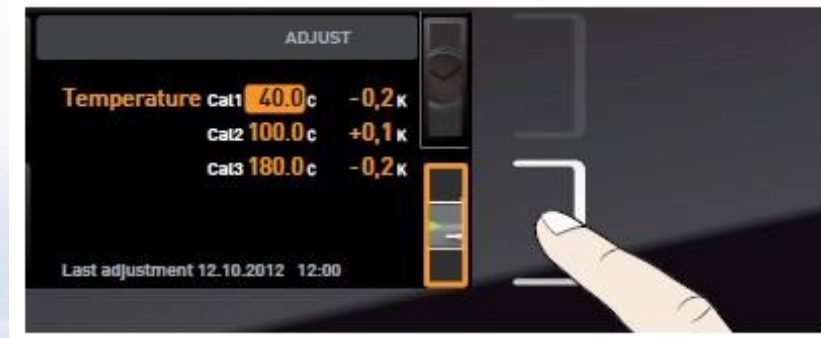 ADJUST
Temperature Cal1 40.0 c -0,2 K
Cal2 100.0 c +0,1 K
Cal3 180.0 c -0,2 K
Last adjustment 12.10.2012 12:00